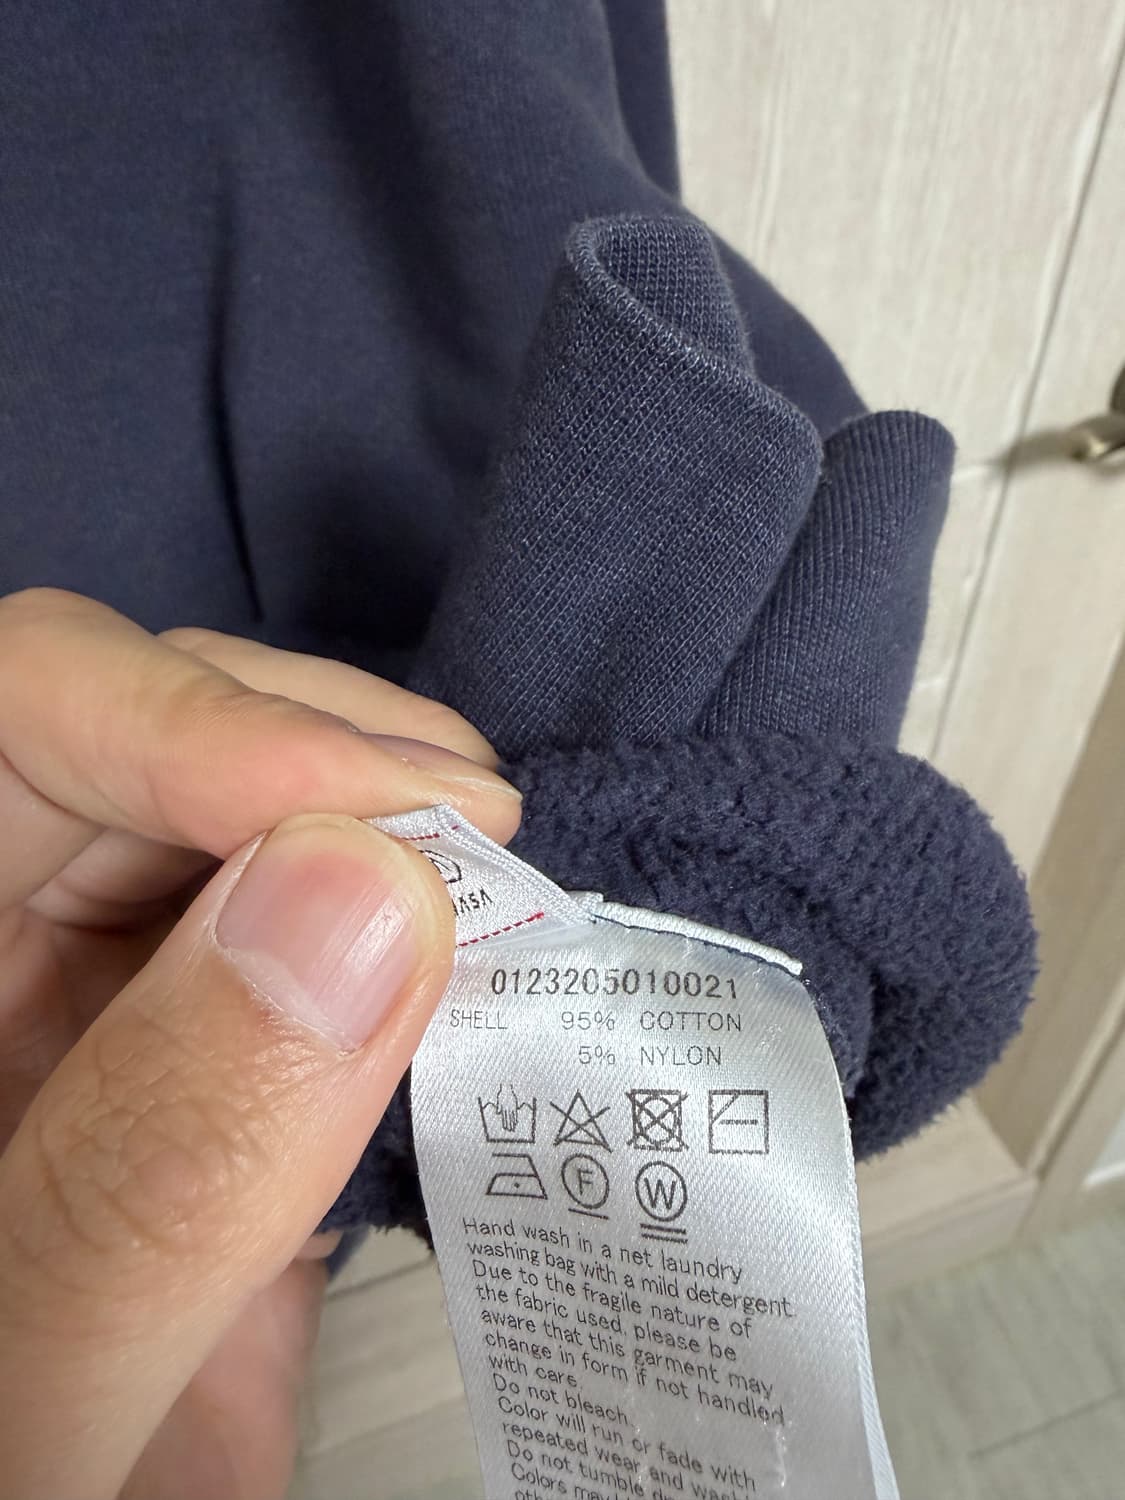 0123205010021
SHELL 95% COTTON
5% NYLON
F W
Hand wash in a net laundry
washing bag with a mild detergent.
Due to the fragile nature of
the fabric used, please be
aware that this garment may
change in form if not handled
with care.
Do not bleach.
Color will run or fade with
repeated wear and
Do not tumble
Colors may